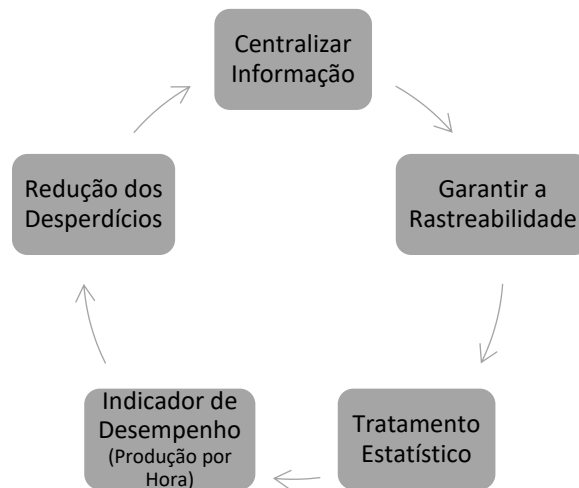 Centralizar
Informação
Garantir a
Rastreabilidade
Tratamento
Estatístico
Indicador de
Desempenho
(Produção por
Hora)
Redução dos
Desperdícios